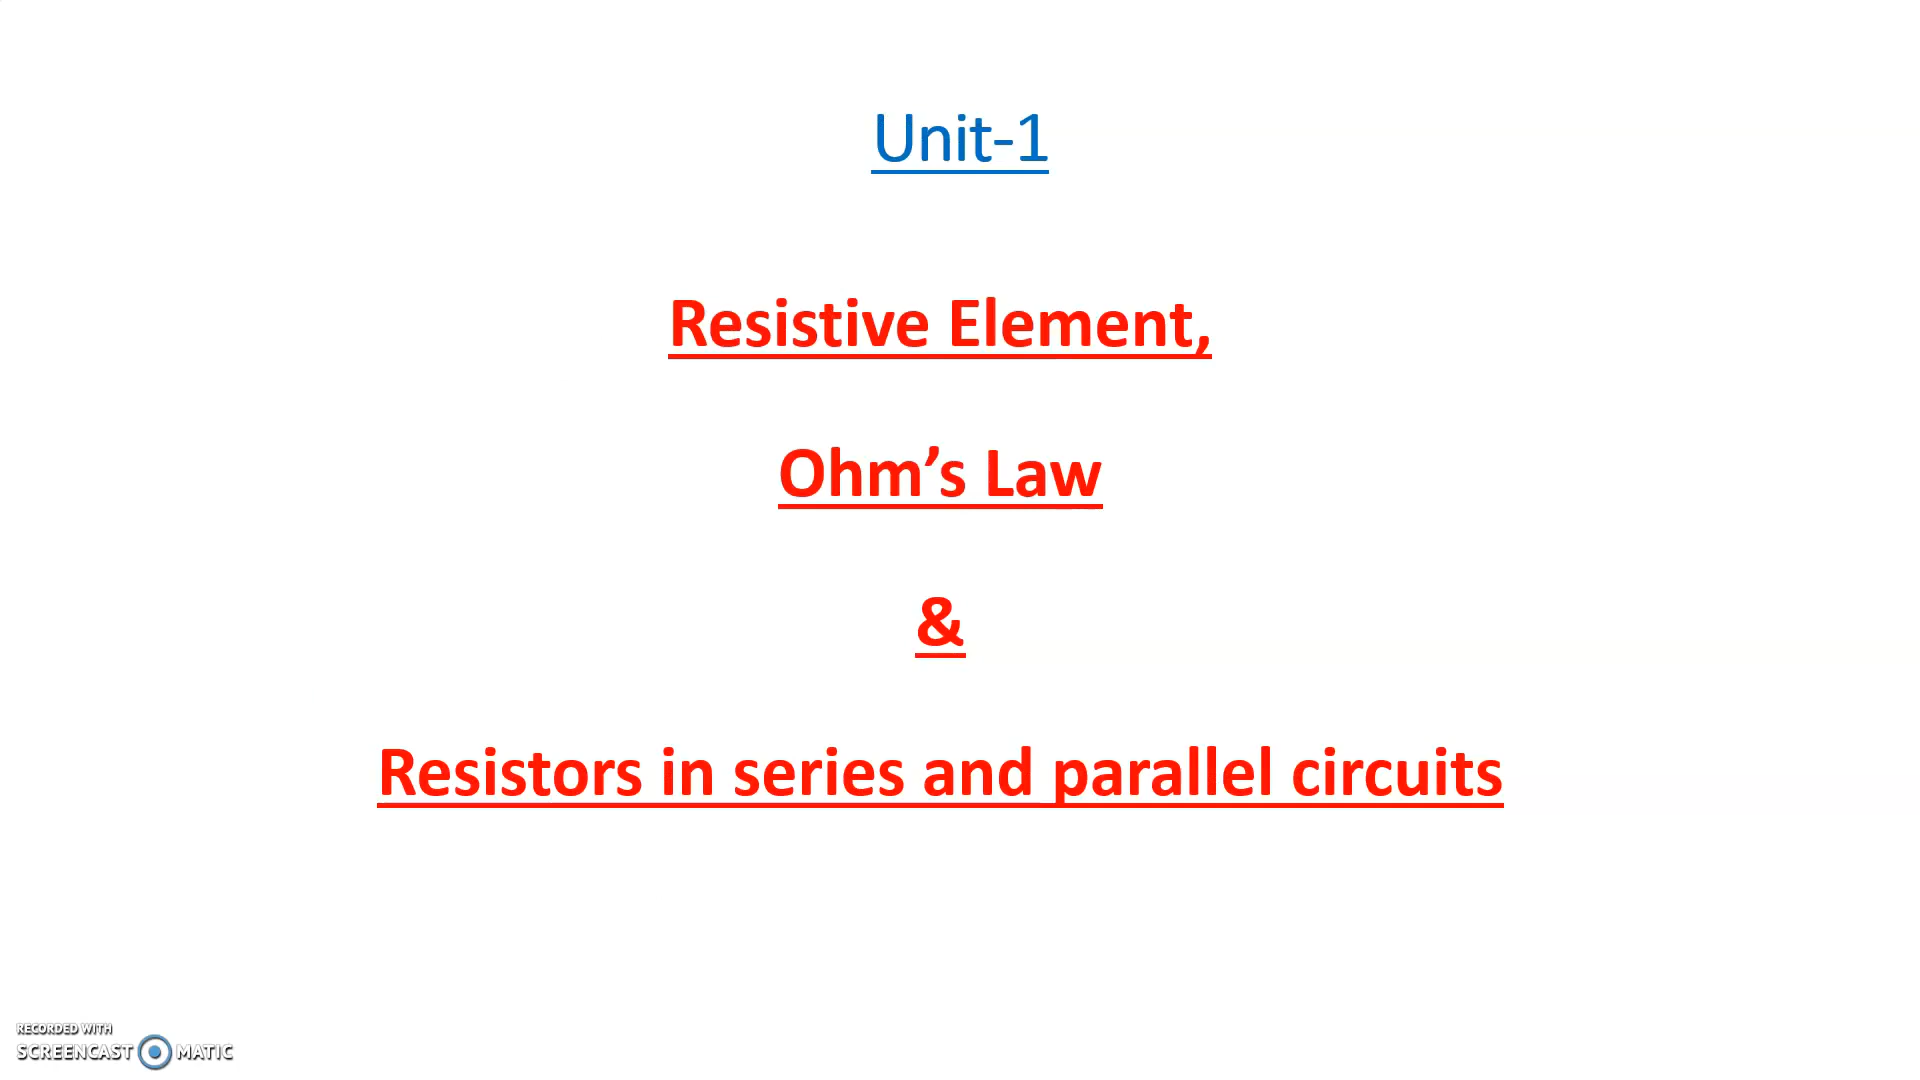 Unit-1
Resistive Element,
Ohm’s Law
&
Resistors in series and parallel circuits
RECORDED WITH
SCREENCAST MATIC